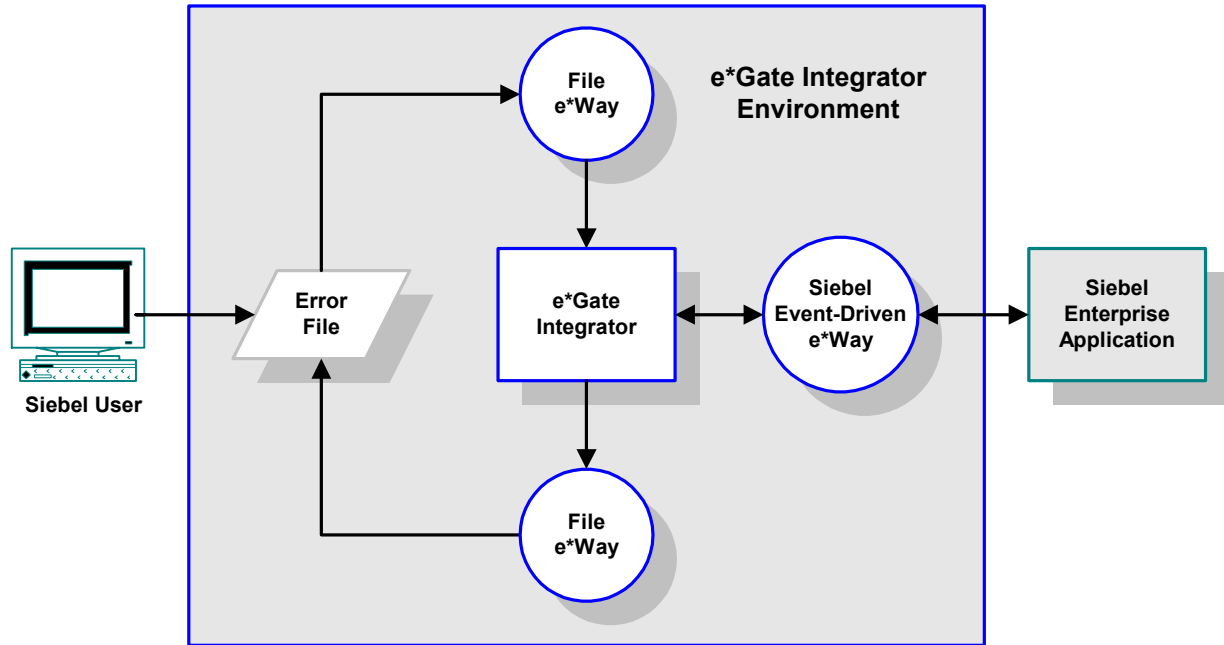 File
e*Way
e*Gate Integrator
Environment
Error
File
e*Gate
Integrator
Siebel
Event-Driven
e*Way
Siebel
Enterprise
Application
Siebel User
File
e*Way